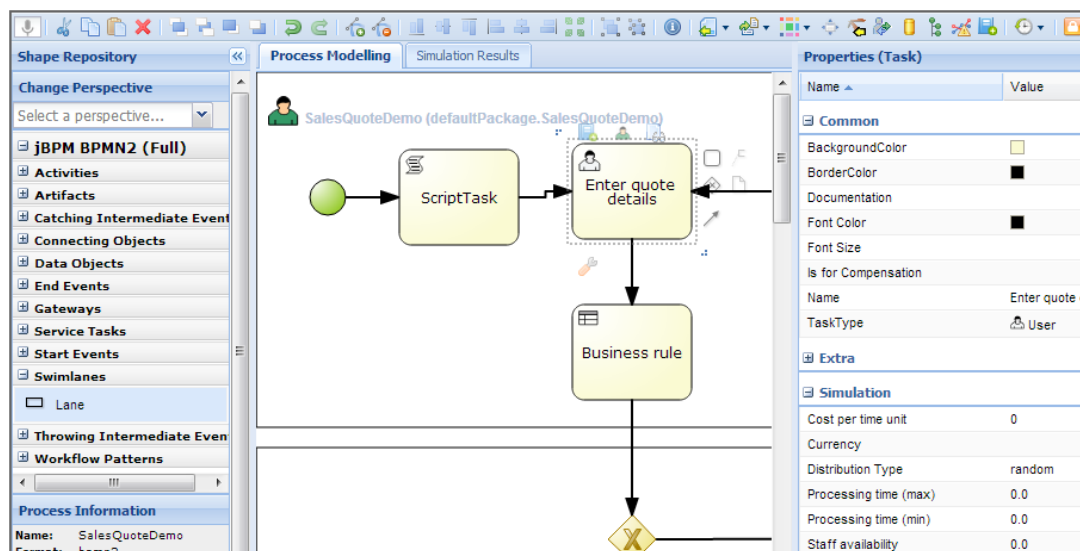 Shape Repository
Change Perspective
Select a perspective...
jBPM BPMN2 (Full)
Activities
Artifacts
Catching Intermediate Event
Connecting Objects
Data Objects
End Events
Gateways
Service Tasks
Start Events
Swimlanes
Lane
Throwing Intermediate Even
Workflow Patterns
Process Information
Name: SalesQuoteDemo
Process Modelling
Simulation Results
SalesQuoteDemo (defaultPackage.SalesQuoteDemo)
ScriptTask
Enter quote
details
Business rule
X
Properties (Task)
Name Value
Common
BackgroundColor
BorderColor
Documentation
Font Color
Font Size
Is for Compensation
Name Enter quote
TaskType User
Extra
Simulation
Cost per time unit 0
Currency
Distribution Type random
Processing time (max) 0.0
Processing time (min) 0.0
Staff availability 0.0